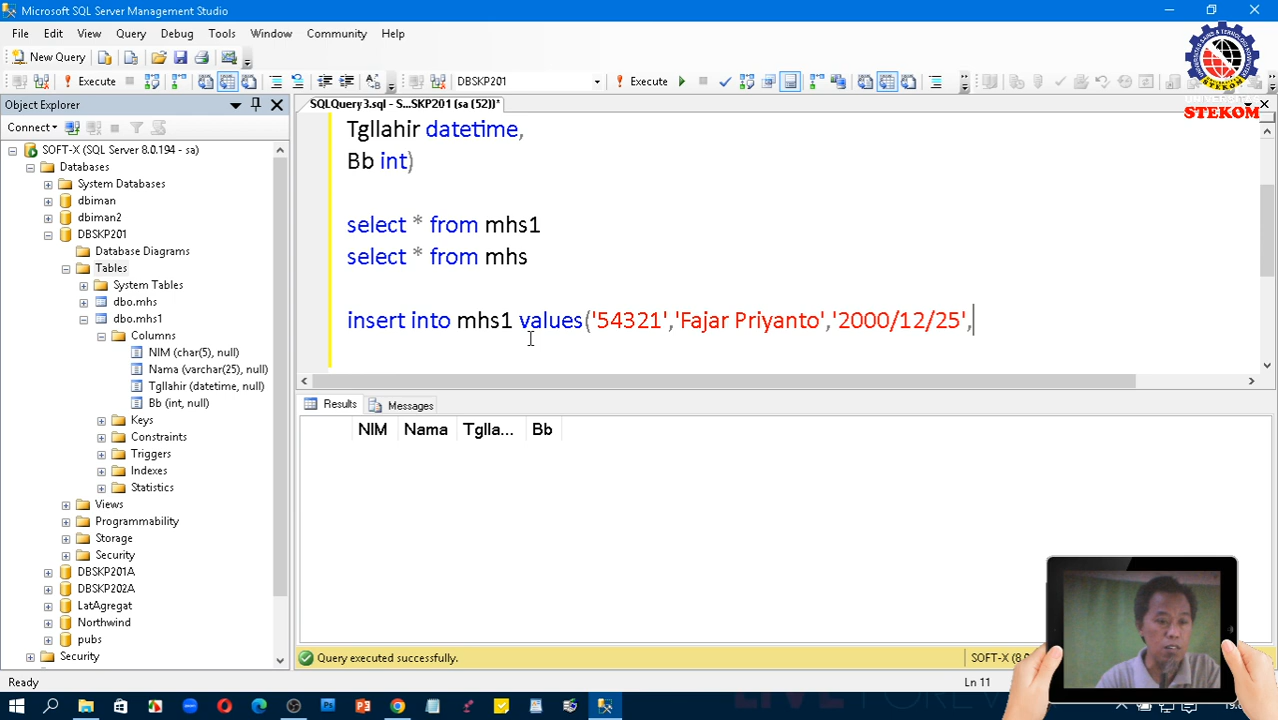 Microsoft SQL Server Management Studio
File Edit View Query Debug Tools Window Community Help
New Query
Execute DBSKP201 Execute
STEKOM
Object Explorer
SQLQuery3.sql - S...SKP201 (sa (52))*
Connect
SOFT-X (SQL Server 8.0.194 - sa)
Databases
System Databases
dbiman
dbiman2
DBSKP201
Database Diagrams
Tables
System Tables
dbo.mhs
dbo.mhs1
Columns
NIM (char(5), null)
Nama (varchar(25), null)
Tgllahir (datetime, null)
Bb (int, null)
Keys
Constraints
Triggers
Indexes
Statistics
Views
Programmability
Storage
Security
DBSKP201A
DBSKP202A
LatAgregat
Northwind
pubs
Security
Tgllahir datetime,
Bb int)
select * from mhs1
select * from mhs
insert into mhs1 values('54321','Fajar Priyanto','2000/12/25',
Results Messages
NIM Nama Tglla... Bb
Query executed successfully.
SOFT-X (8.0
Ready
Ln 11